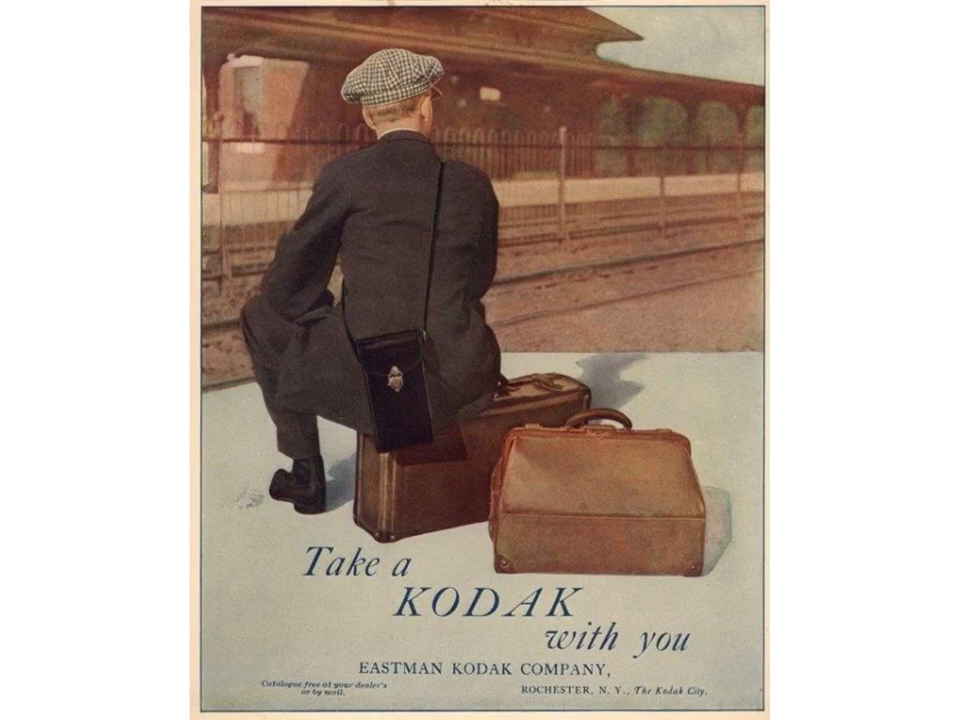 Take a
KODAK
with you
EASTMAN KODAK COMPANY,
Catalogue free at your dealer's
or by mail.
ROCHESTER, N. Y., The Kodak City.